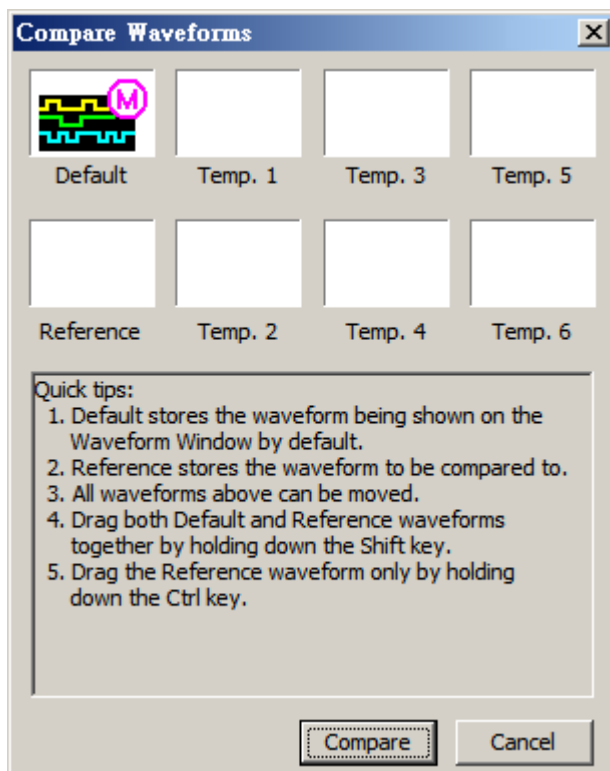 Compare Waveforms
M
Default Temp. 1 Temp. 3 Temp. 5
Reference Temp. 2 Temp. 4 Temp. 6
Quick tips:
1. Default stores the waveform being shown on the
Waveform Window by default.
2. Reference stores the waveform to be compared to.
3. All waveforms above can be moved.
4. Drag both Default and Reference waveforms
together by holding down the Shift key.
5. Drag the Reference waveform only by holding
down the Ctrl key.
Compare Cancel